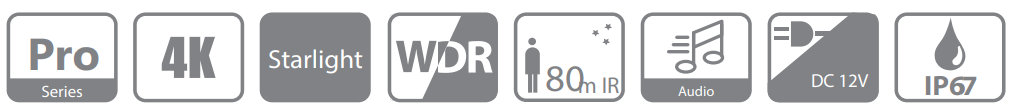 Pro
Series
4K
Starlight
WDR
80m IR
Audio
DC 12V
IP67